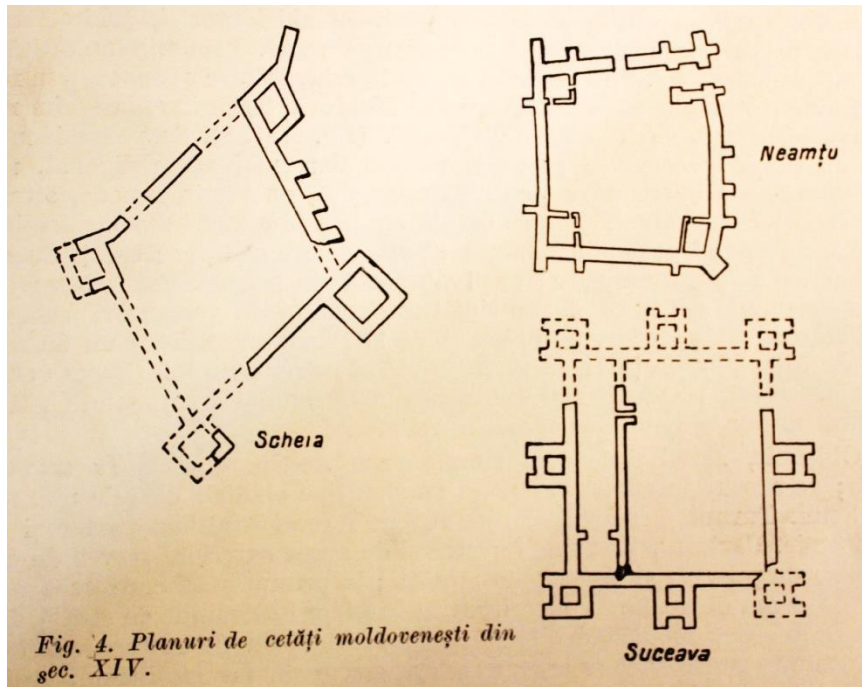 Neamțu
Scheia
Suceava
Fig. 4. Planuri de cetăți moldovenești din
sec. XIV.